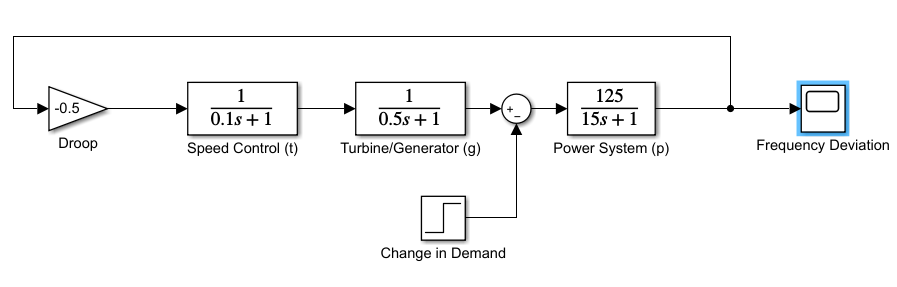 -0.5
Droop
1
0.1s + 1
Speed Control (t)
1
0.5s + 1
Turbine/Generator (g)
+
−
125
15s + 1
Power System (p)
Frequency Deviation
Change in Demand